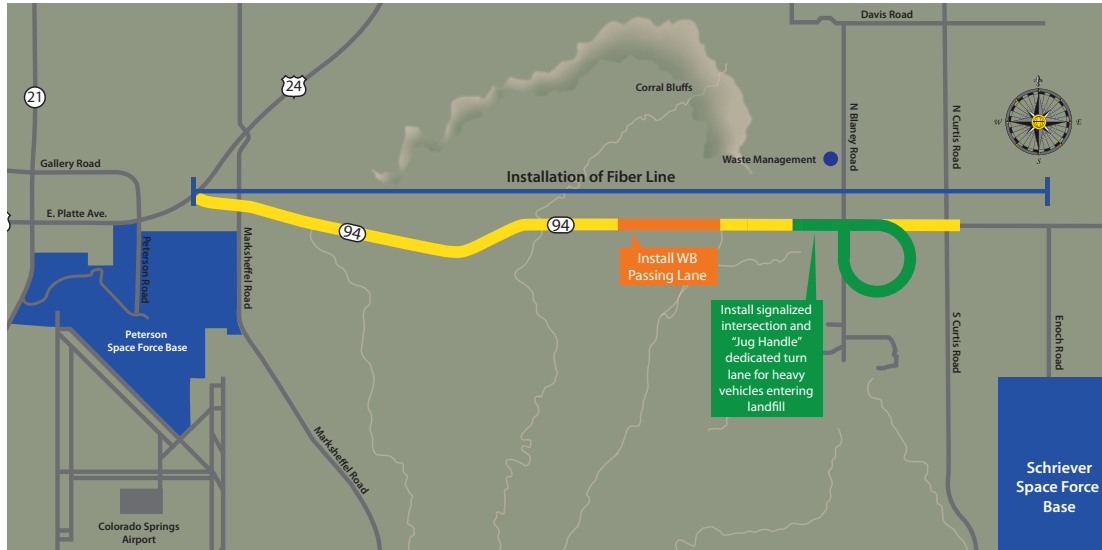 Davis Road
24
21
Corral Bluffs
N Blaney Road
N Curtis Road
W
E
S
Waste Management
Gallery Road
Installation of Fiber Line
E. Platte Ave.
94
94
Peterson Road
Marksheffel Road
Install WB
Passing Lane
Install signalized
intersection and
“Jug Handle”
dedicated turn
lane for heavy
vehicles entering
landfill
S Curtis Road
Enoch Road
Peterson
Space Force Base
Marksheffel Road
Schriever
Space Force
Base
Colorado Springs
Airport